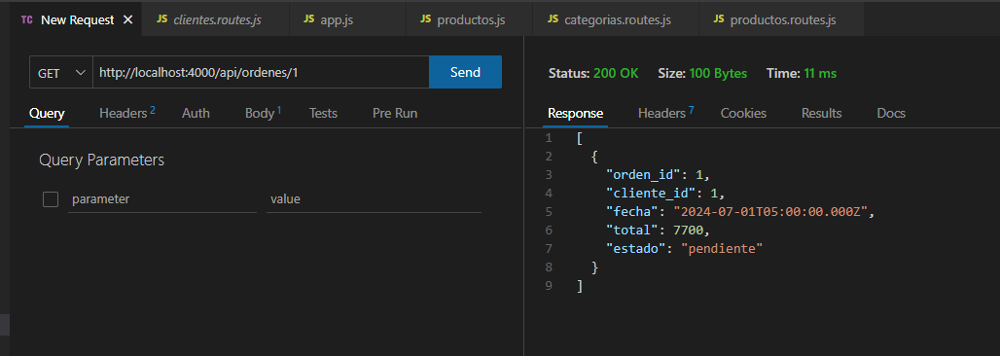 TC New Request × JS clientes.routes.js JS app.js JS productos.js JS categorias.routes.js JS productos.routes.js
GET http://localhost:4000/api/ordenes/1 Send
Query Headers 2 Auth Body 1 Tests Pre Run
Query Parameters
parameter value
Status: 200 OK Size: 100 Bytes Time: 11 ms
Response Headers 7 Cookies Results Docs
1 [
2 {
3 "orden_id": 1,
4 "cliente_id": 1,
5 "fecha": "2024-07-01T05:00:00.000Z",
6 "total": 7700,
7 "estado": "pendiente"
8 }
9 ]